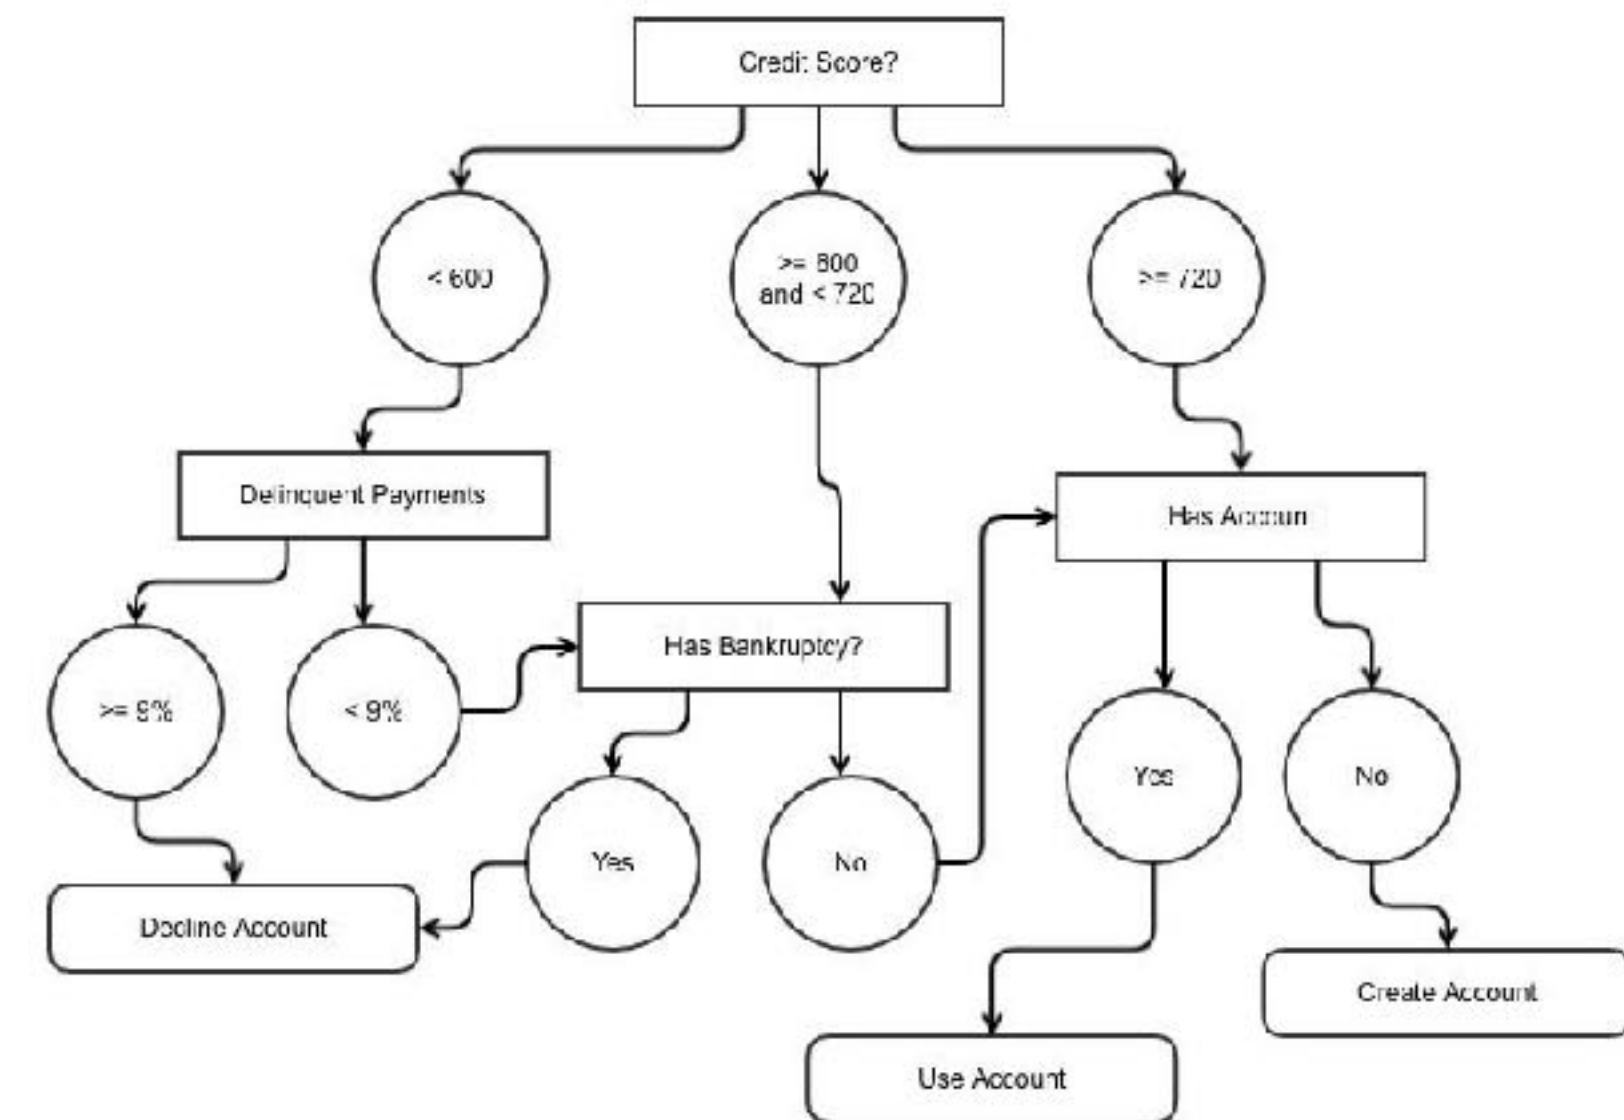 Credit Score?
< 600
>= 600
and < 720
>= 720
Delinquent Payments
Has Accoun
>= 9%
< 9%
Has Bankruptcy?
Yes
No
Yes
No
Decline Account
Create Account
Use Account